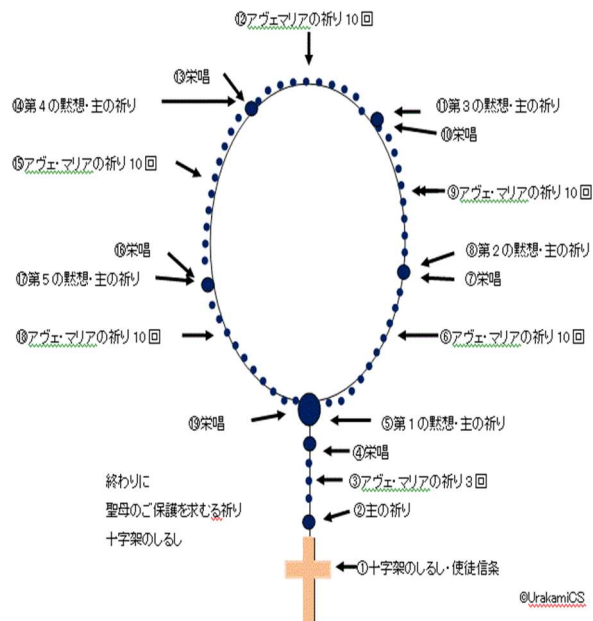 ⑫アヴェマリアの祈り10回
⑬栄唱
⑭第4の黙想・主の祈り
⑪第3の黙想・主の祈り
⑩栄唱
⑮アヴェ・マリアの祈り10回
⑨アヴェ・マリアの祈り10回
⑯栄唱
⑧第2の黙想・主の祈り
⑰第5の黙想・主の祈り
⑦栄唱
⑱アヴェ・マリアの祈り10回
⑥アヴェ・マリアの祈り10回
⑲栄唱
⑤第1の黙想・主の祈り
④栄唱
③アヴェ・マリアの祈り3回
②主の祈り
終わりに
聖母のご保護を求むる祈り
十字架のしるし
①十字架のしるし・使徒信条
©UrakamiCS